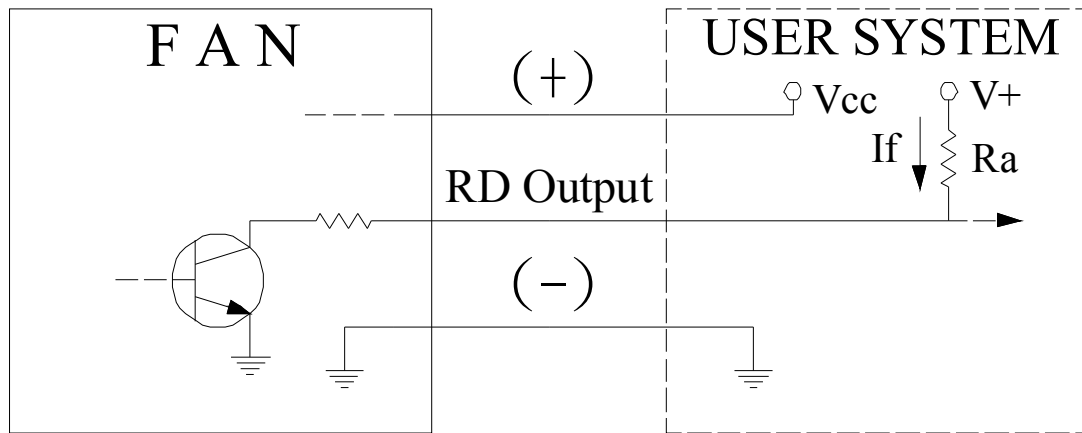 F A N
USER SYSTEM
(+)
Vcc
V+
If
Ra
RD Output
(-)